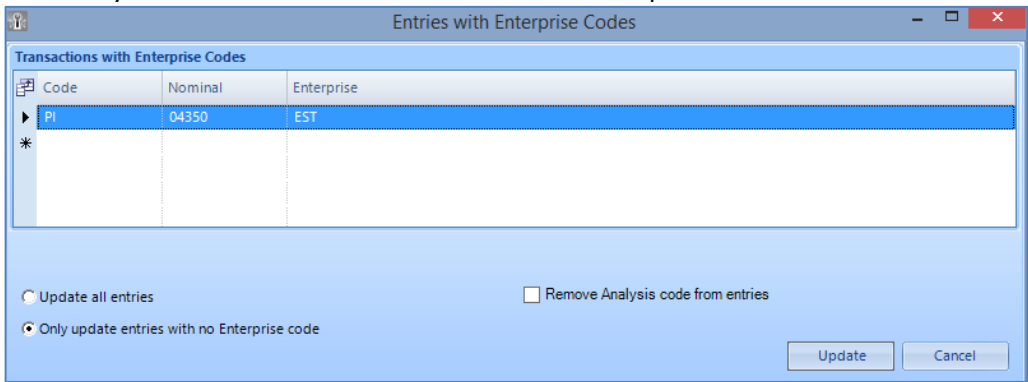 Entries with Enterprise Codes
Transactions with Enterprise Codes
Code Nominal Enterprise
PI 04350 EST
Update all entries Remove Analysis code from entries
Only update entries with no Enterprise code
Update Cancel